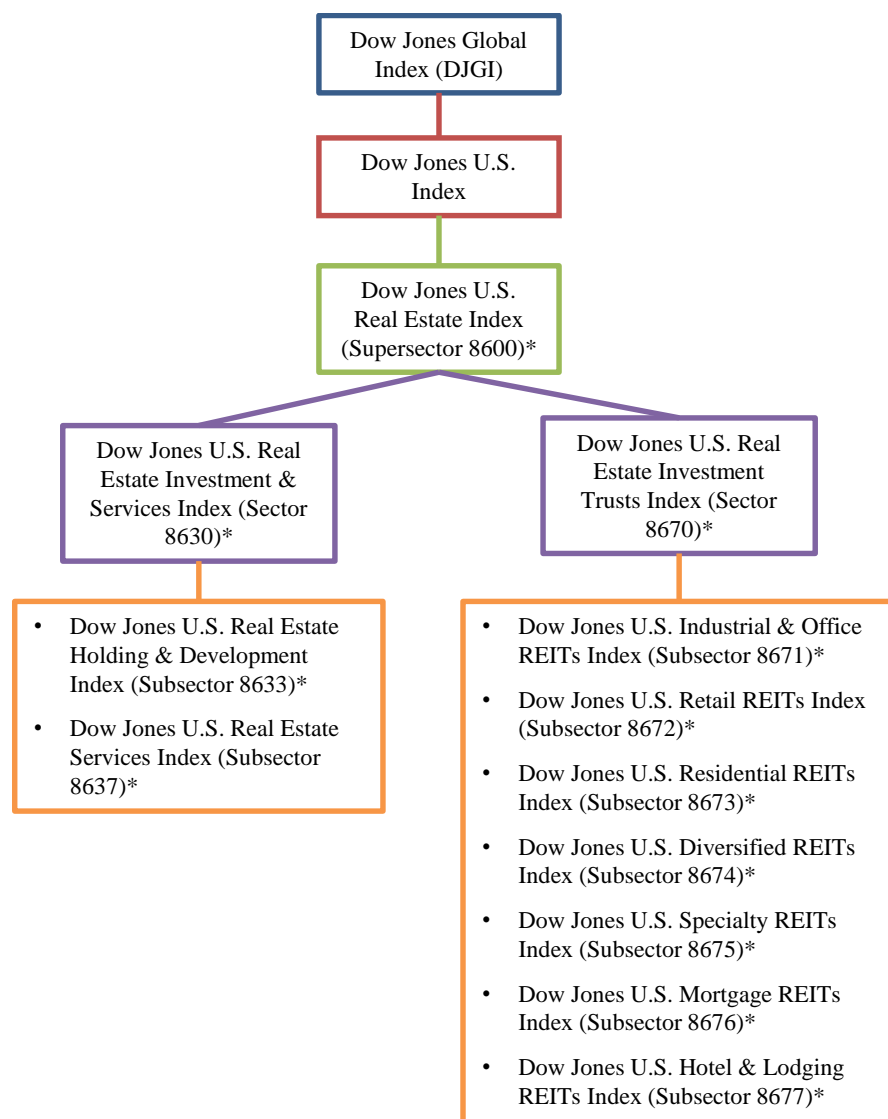 Dow Jones Global
Index (DJGI)
Dow Jones U.S.
Index
Dow Jones U.S.
Real Estate Index
(Supersector 8600)*
Dow Jones U.S. Real
Estate Investment &
Services Index (Sector
8630)*
Dow Jones U.S. Real
Estate Investment
Trusts Index (Sector
8670)*
• Dow Jones U.S. Real Estate
Holding & Development
Index (Subsector 8633)*
• Dow Jones U.S. Real Estate
Services Index (Subsector
8637)*
• Dow Jones U.S. Industrial & Office
REITs Index (Subsector 8671)*
• Dow Jones U.S. Retail REITs Index
(Subsector 8672)*
• Dow Jones U.S. Residential REITs
Index (Subsector 8673)*
• Dow Jones U.S. Diversified REITs
Index (Subsector 8674)*
• Dow Jones U.S. Specialty REITs
Index (Subsector 8675)*
• Dow Jones U.S. Mortgage REITs
Index (Subsector 8676)*
• Dow Jones U.S. Hotel & Lodging
REITs Index (Subsector 8677)*